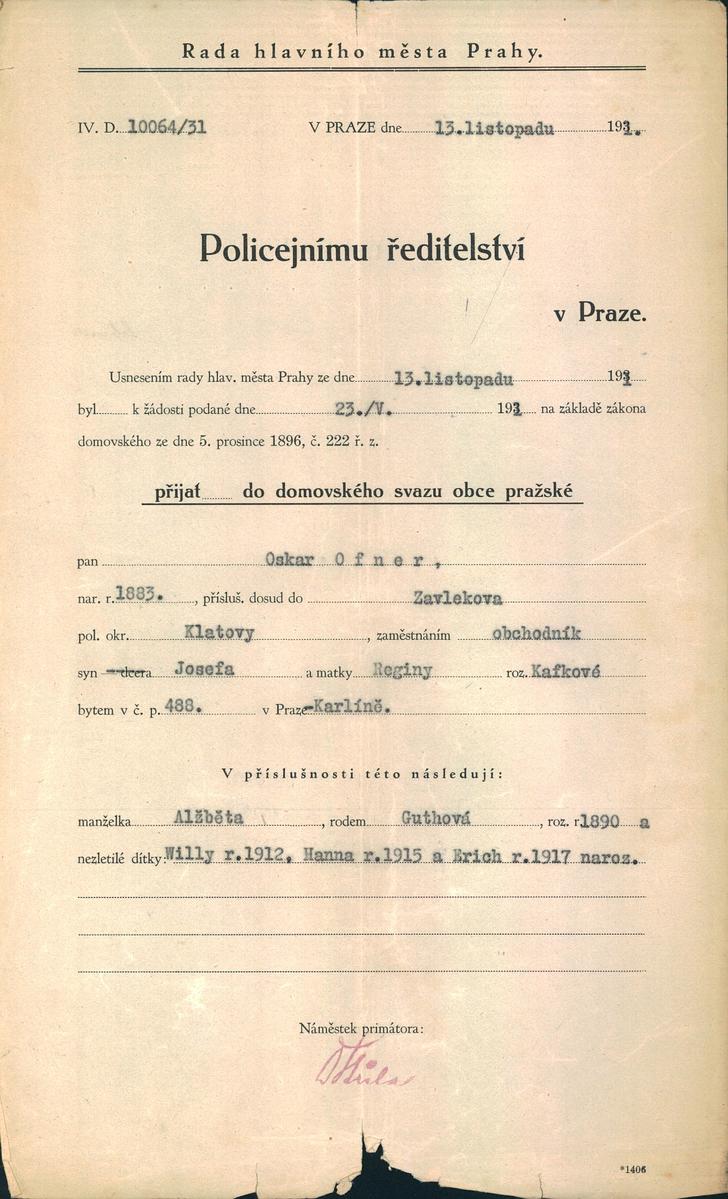 Rada hlavního města Prahy.
IV. D. 10064/31 V PRAZE dne 13.listopadu 1931.
Policejnímu ředitelství
v Praze.
Usnesením rady hlav. města Prahy ze dne 13.listopadu 1931
byl k žádosti podané dne 23./V. 1931 na základě zákona
domovského ze dne 5. prosince 1896, č. 222 ř. z.
přijat do domovského svazu obce pražské
pan Oskar Ofner,
nar. r. 1883. , přísluš. dosud do Zavlekova
pol. okr. Klatovy , zaměstnáním obchodník
syn dcera Josefa a matky Reginy roz. Kafkové
bytem v č. p. 488. v Praze-Karlíně.
V příslušnosti této následují:
manželka Alžběta , rodem Guthová , roz. r. 1890 a
nezletilé dítky: Willy r.1912, Hanna r.1915 a Erich r.1917 naroz.
Náměstek primátora:
*1406